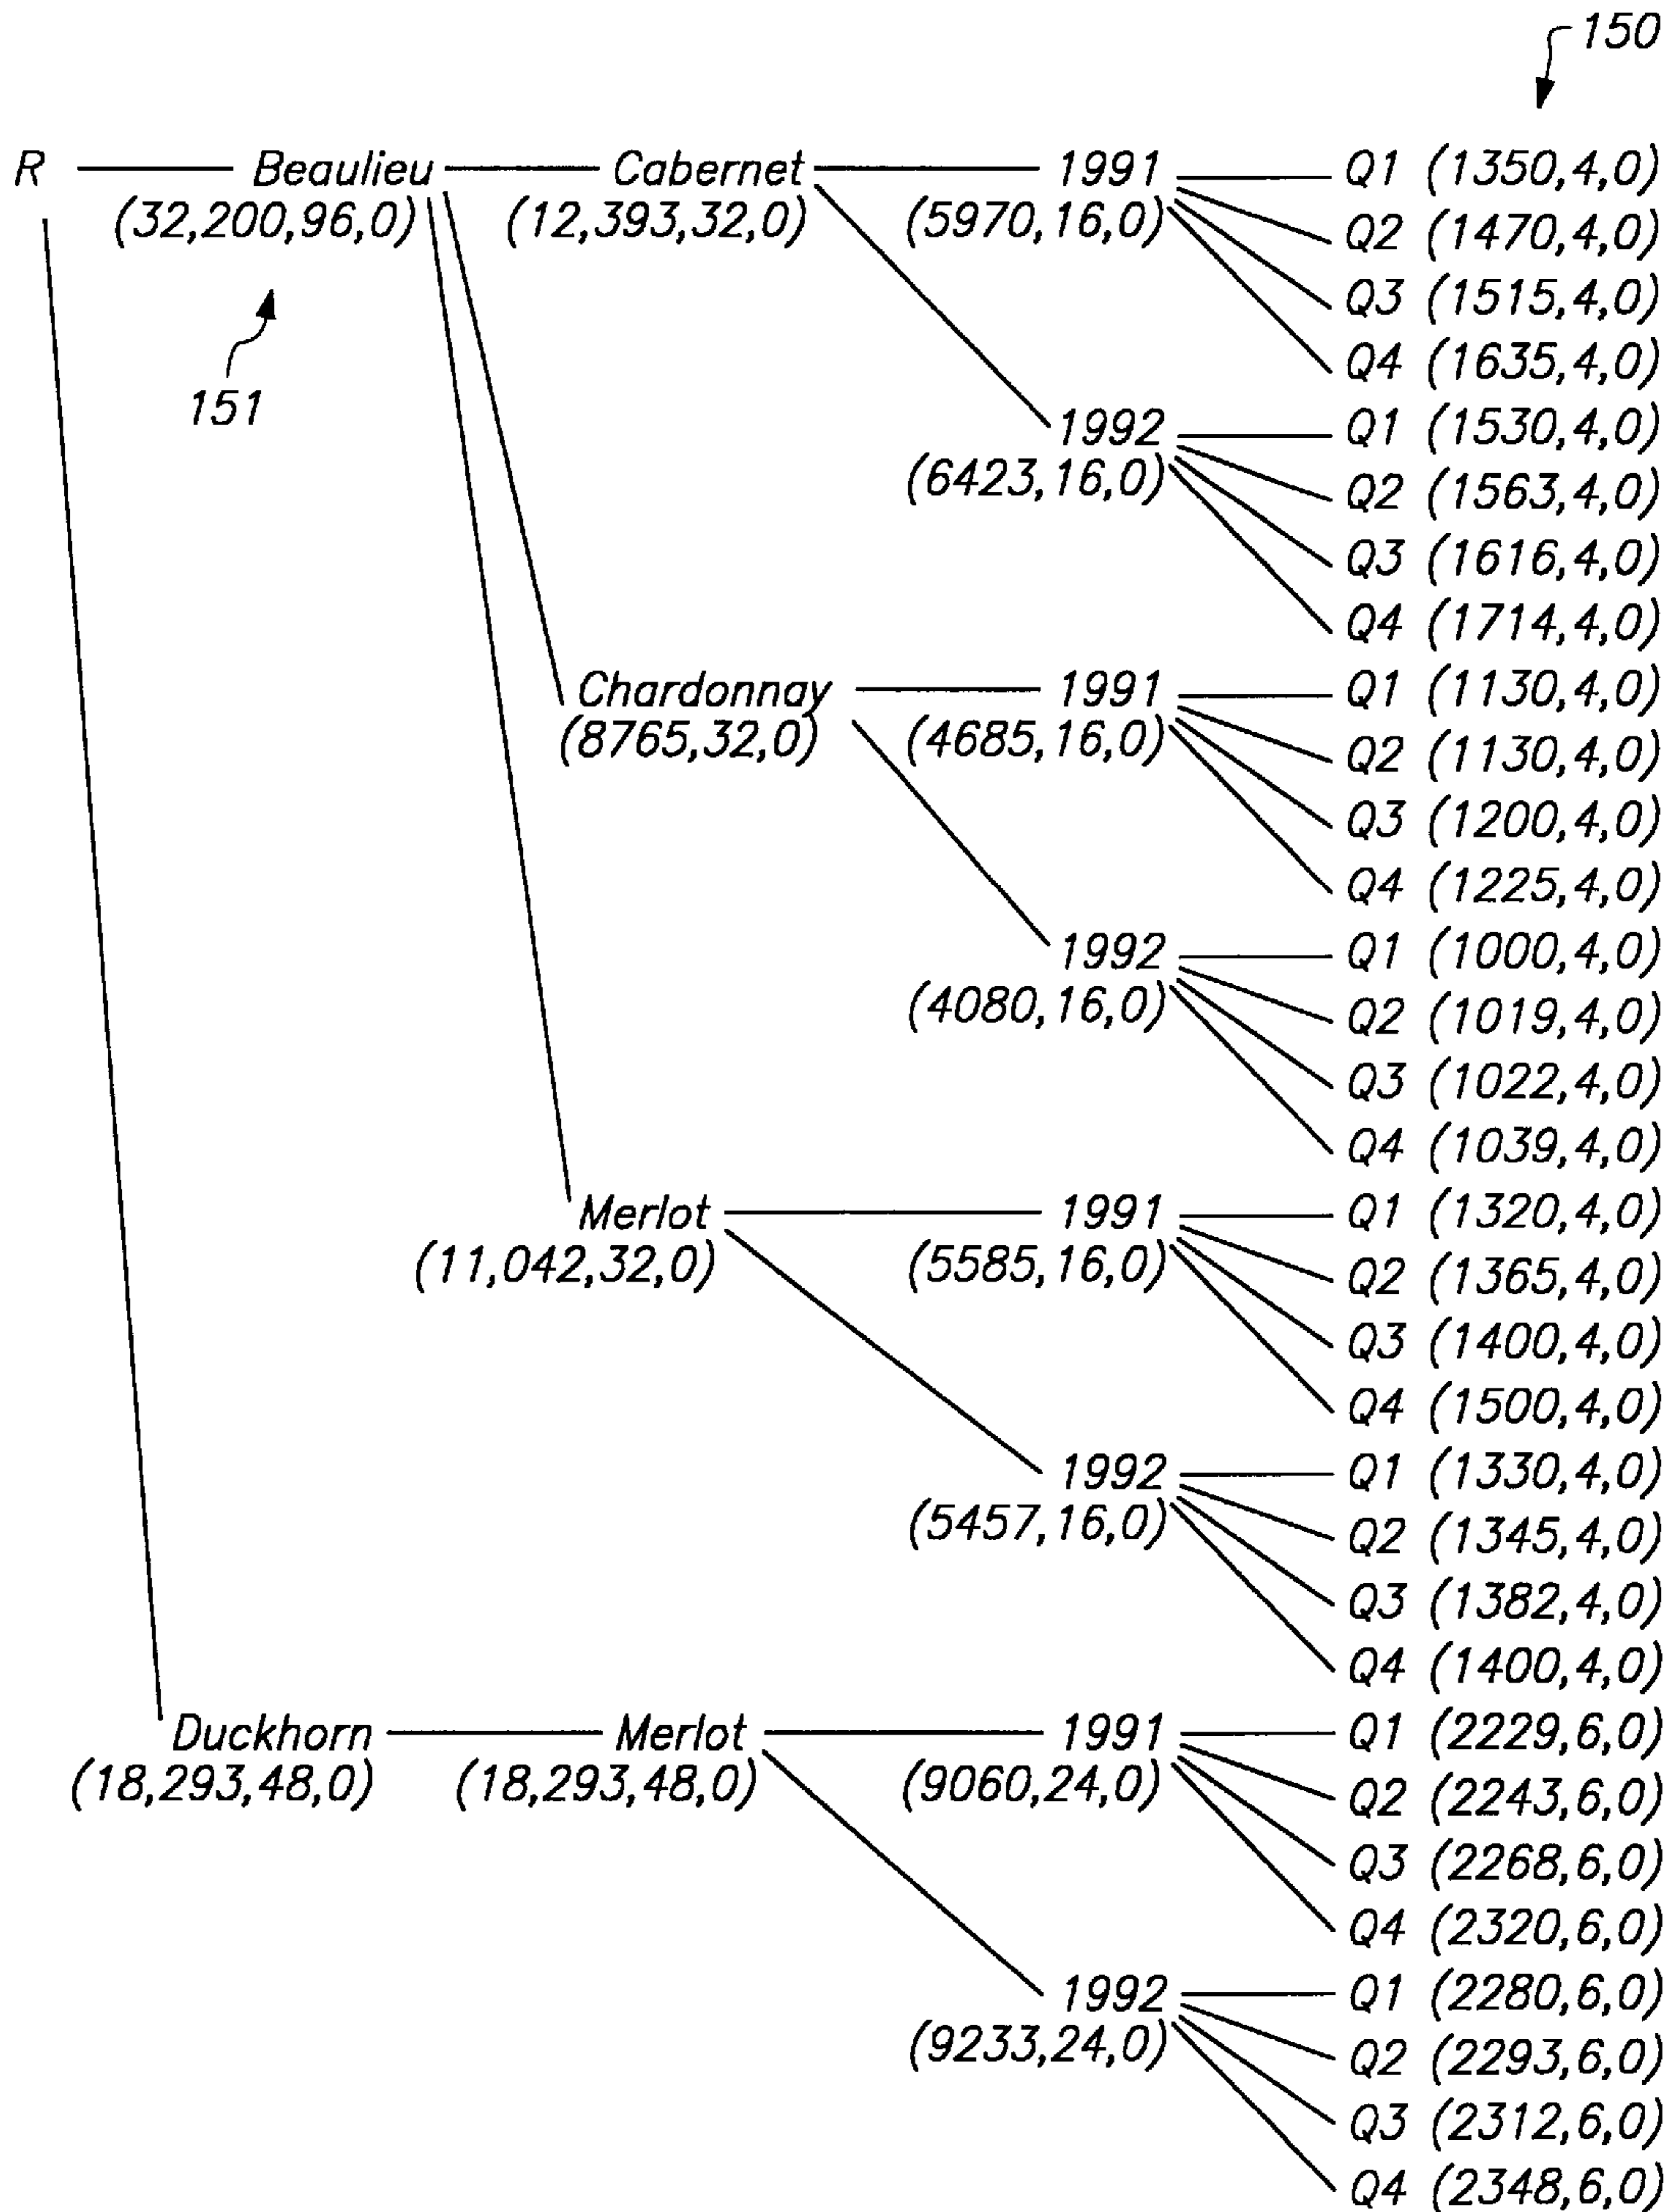 150
R Beaulieu Cabernet 1991 Q1 (1350,4,0)
(32,200,96,0) (12,393,32,0) (5970,16,0) Q2 (1470,4,0)
Q3 (1515,4,0)
Q4 (1635,4,0)
151
1992 Q1 (1530,4,0)
(6423,16,0) Q2 (1563,4,0)
Q3 (1616,4,0)
Q4 (1714,4,0)
Chardonnay 1991 Q1 (1130,4,0)
(8765,32,0) (4685,16,0) Q2 (1130,4,0)
Q3 (1200,4,0)
Q4 (1225,4,0)
1992 Q1 (1000,4,0)
(4080,16,0) Q2 (1019,4,0)
Q3 (1022,4,0)
Q4 (1039,4,0)
Merlot 1991 Q1 (1320,4,0)
(11,042,32,0) (5585,16,0) Q2 (1365,4,0)
Q3 (1400,4,0)
Q4 (1500,4,0)
1992 Q1 (1330,4,0)
(5457,16,0) Q2 (1345,4,0)
Q3 (1382,4,0)
Q4 (1400,4,0)
Duckhorn Merlot 1991 Q1 (2229,6,0)
(18,293,48,0) (18,293,48,0) (9060,24,0) Q2 (2243,6,0)
Q3 (2268,6,0)
Q4 (2320,6,0)
1992 Q1 (2280,6,0)
(9233,24,0) Q2 (2293,6,0)
Q3 (2312,6,0)
Q4 (2348,6,0)